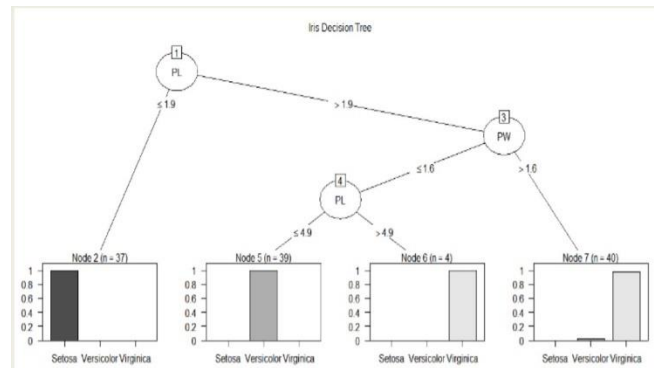 Iris Decision Tree
1
PL
≤1.9
>1.9
3
PW
≤1.6
>1.6
4
PL
≤4.9
>4.9
Node 2 (n = 37)
1
0.8
0.6
0.4
0.2
0
Setosa Versicolor Virginica
Node 5 (n = 39)
1
0.8
0.6
0.4
0.2
0
Setosa Versicolor Virginica
Node 6 (n = 4)
1
0.8
0.6
0.4
0.2
0
Setosa Versicolor Virginica
Node 7 (n = 40)
1
0.8
0.6
0.4
0.2
0
Setosa Versicolor Virginica